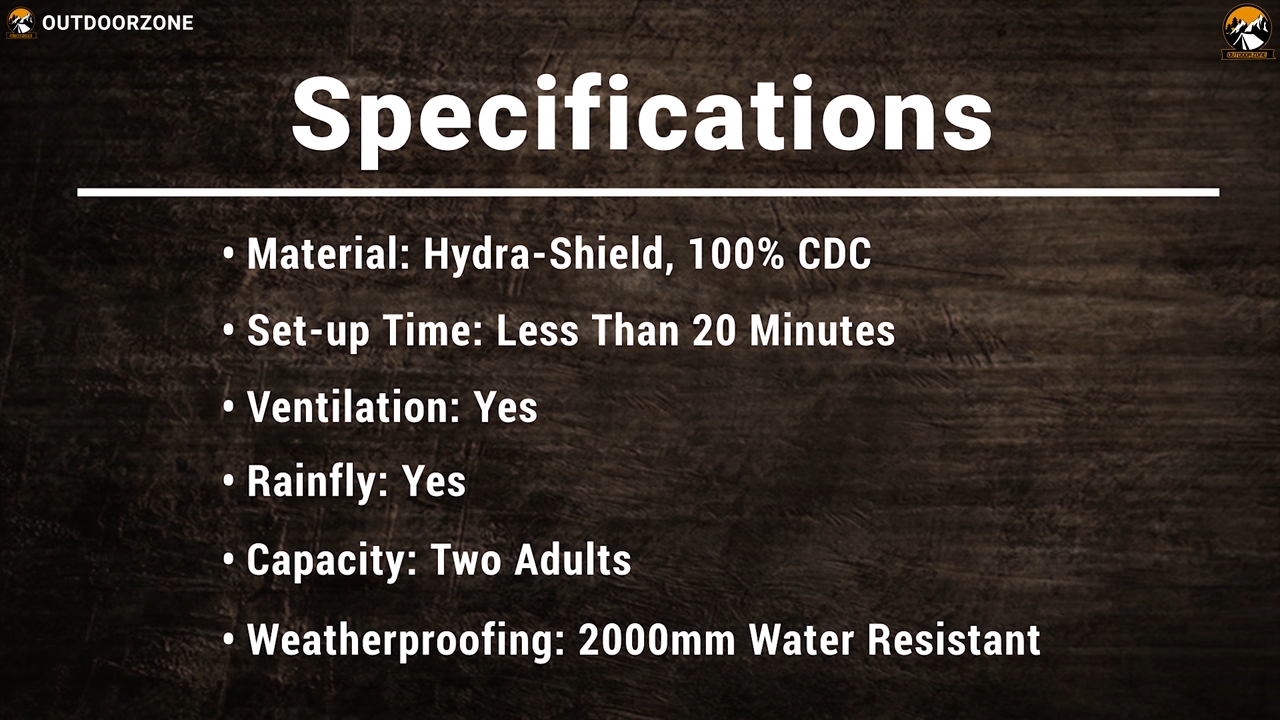 OUTDOORZONE
Specifications
• Material: Hydra-Shield, 100% CDC
• Set-up Time: Less Than 20 Minutes
• Ventilation: Yes
• Rainfly: Yes
• Capacity: Two Adults
• Weatherproofing: 2000mm Water Resistant
OUTDOORZONE